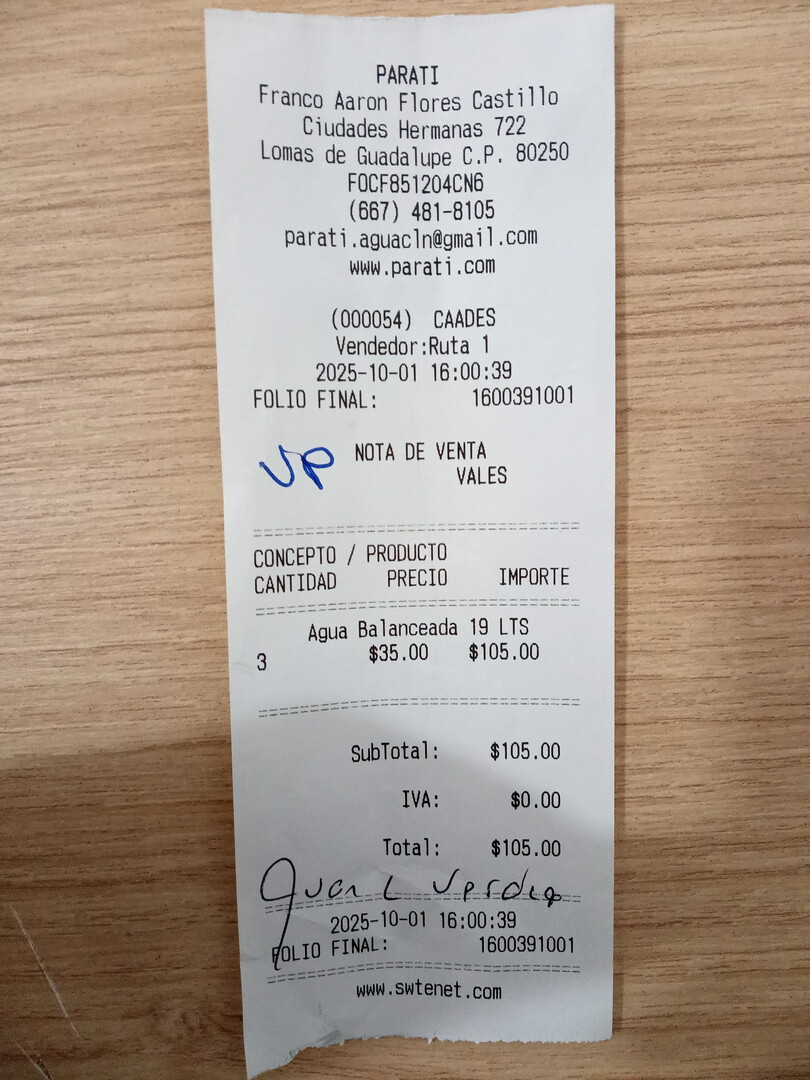 PARATI
Franco Aaron Flores Castillo
Ciudades Hermanas 722
Lomas de Guadalupe C.P. 80250
FOCF851204CN6
(667) 481-8105
parati.aguacln@gmail.com
www.parati.com
(000054) CAADES
Vendedor:Ruta 1
2025-10-01 16:00:39
FOLIO FINAL: 1600391001
NOTA DE VENTA
VP VALES
CONCEPTO / PRODUCTO
CANTIDAD PRECIO IMPORTE
Agua Balanceada 19 LTS
3 $35.00 $105.00
SubTotal: $105.00
IVA: $0.00
Total: $105.00
Juan L
2025-10-01 16:00:39
FOLIO FINAL: 1600391001
www.swtenet.com